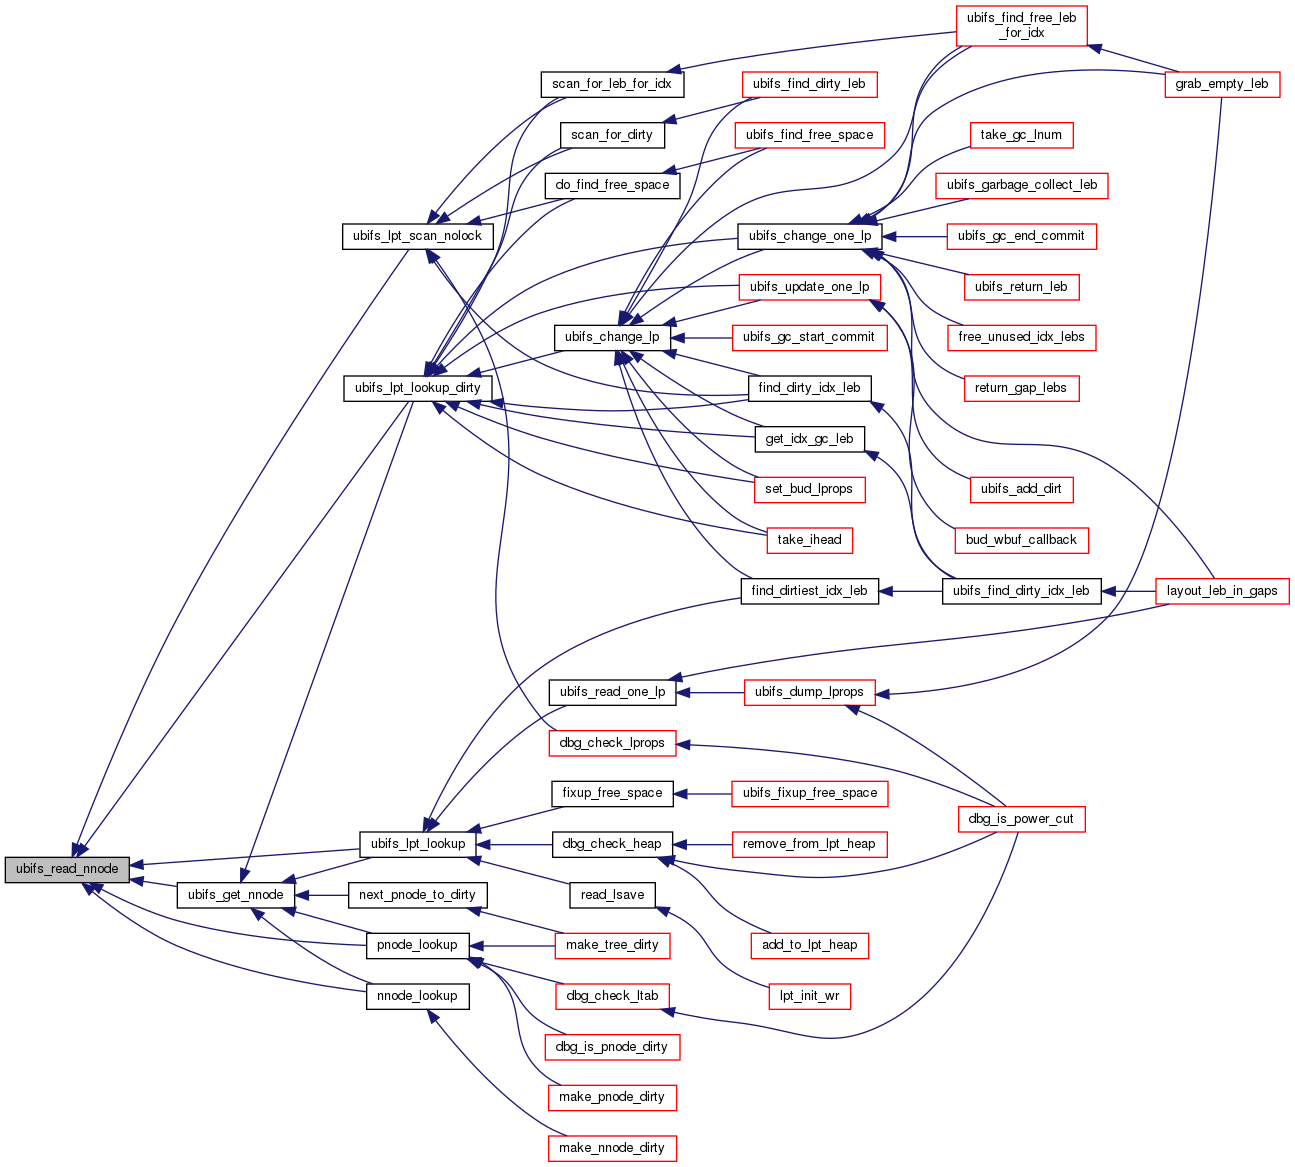 ubifs_find_free_leb
_for_idx
scan_for_leb_for_idx
ubifs_find_dirty_leb
grab_empty_leb
scan_for_dirty
ubifs_find_free_space
take_gc_lnum
do_find_free_space
ubifs_garbage_collect_leb
ubifs_lpt_scan_nolock
ubifs_change_one_lp
ubifs_gc_end_commit
ubifs_update_one_lp
ubifs_return_leb
ubifs_change_lp
ubifs_gc_start_commit
free_unused_idx_lebs
ubifs_lpt_lookup_dirty
find_dirty_idx_leb
return_gap_lebs
get_idx_gc_leb
set_bud_lprops
ubifs_add_dirt
take_ihead
bud_wbuf_callback
find_dirtiest_idx_leb
ubifs_find_dirty_idx_leb
layout_leb_in_gaps
ubifs_read_one_lp
ubifs_dump_lprops
dbg_check_lprops
fixup_free_space
ubifs_fixup_free_space
dbg_is_power_cut
ubifs_lpt_lookup
dbg_check_heap
remove_from_lpt_heap
ubifs_read_nnode
ubifs_get_nnode
next_pnode_to_dirty
read_lsave
pnode_lookup
make_tree_dirty
add_to_lpt_heap
nnode_lookup
dbg_check_ltab
lpt_init_wr
dbg_is_pnode_dirty
make_pnode_dirty
make_nnode_dirty